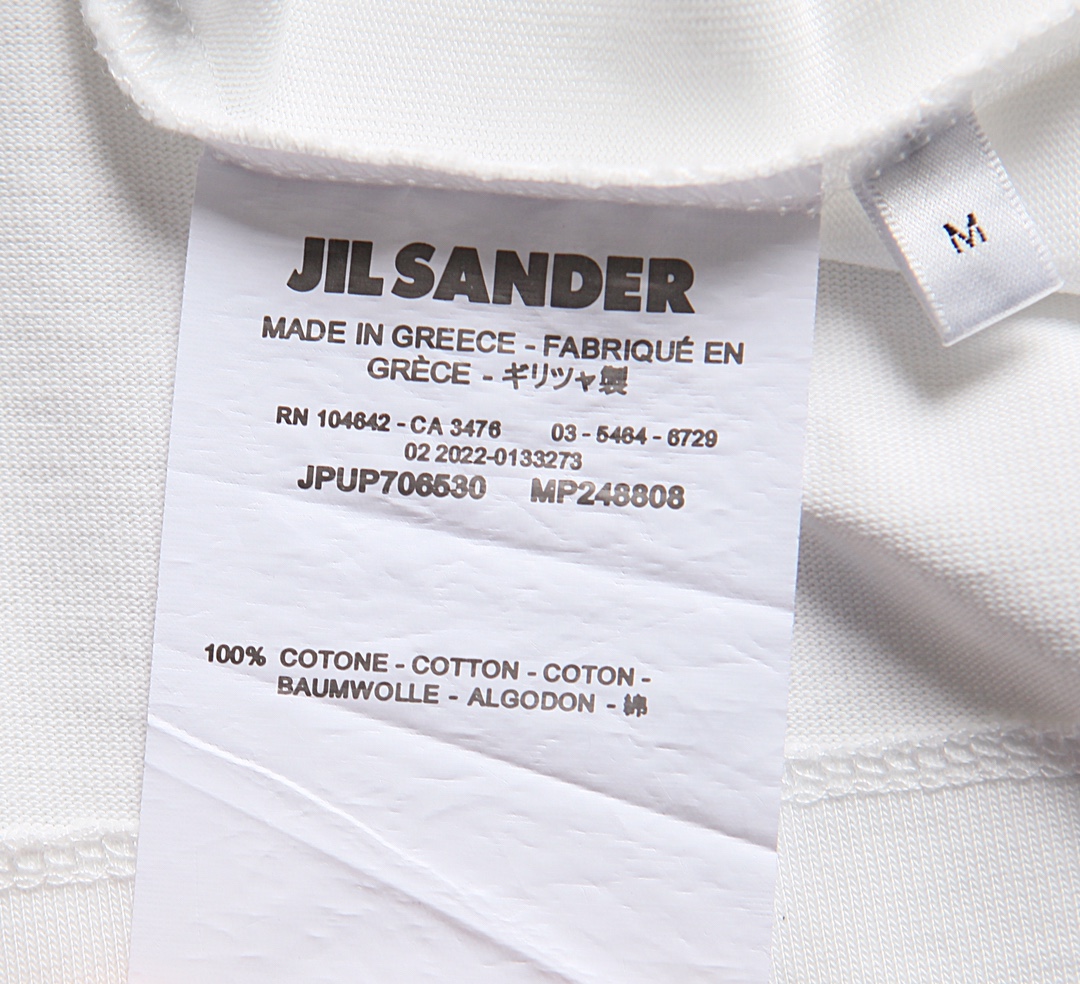 JIL SANDER
MADE IN GREECE - FABRIQUÉ EN
GRÈCE - ギリツャ製
RN 104642 - CA 3476 03 - 5464 - 6729
02 2022-0133273
JPUP706530 MP248808
100% COTONE - COTTON - COTON -
BAUMWOLLE - ALGODON - 綿
M